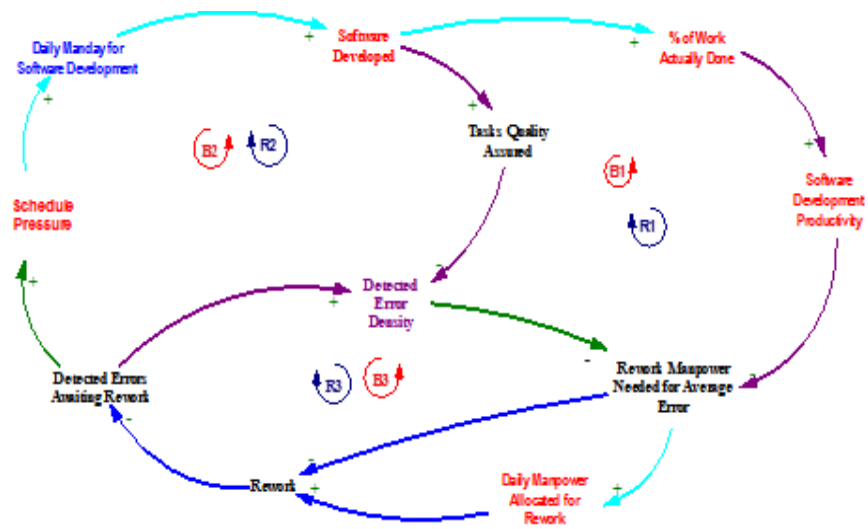 Daily Manday for
Software Development
+
Software
Developed
+
% of Work
Actually Done
+
+
Tasks Quality
Assured
+
B2
R2
B1
Schedule
Pressure
Software
Development
Productivity
R1
-
Detected
Error
Density
+
+
-
Detected Errors
Awaiting Rework
R3
B3
Rework Manpower
Needed for Average
Error
-
-
-
Rework
+
Daily Manpower
Allocated for
Rework
+